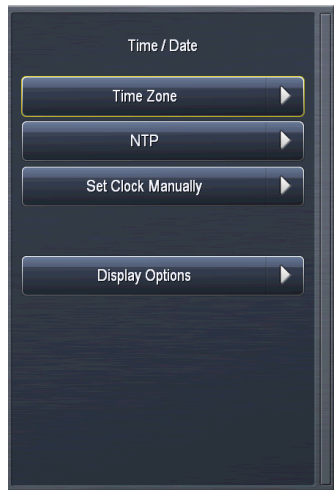 Time / Date
Time Zone
NTP
Set Clock Manually
Display Options